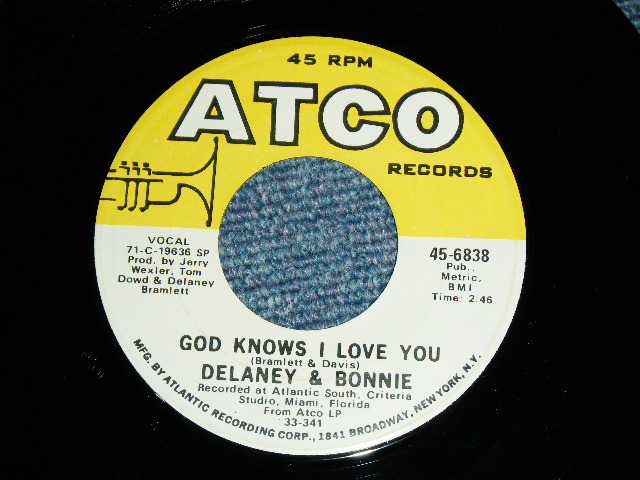 45 RPM
ATCO
RECORDS
VOCAL
71-C-19636 SP
Prod. by Jerry
Wexler, Tom
Dowd & Delaney
Bramlett
45-6838
Pub.,
Metric,
BMI
Time: 2:46
GOD KNOWS I LOVE YOU
(Bramlett & Davis)
DELANEY & BONNIE
Recorded at Atlantic South, Criteria
Studio, Miami, Florida
From Atco LP
33-341
MFG. BY ATLANTIC RECORDING CORP., 1841 BROADWAY, NEW YORK, N.Y.